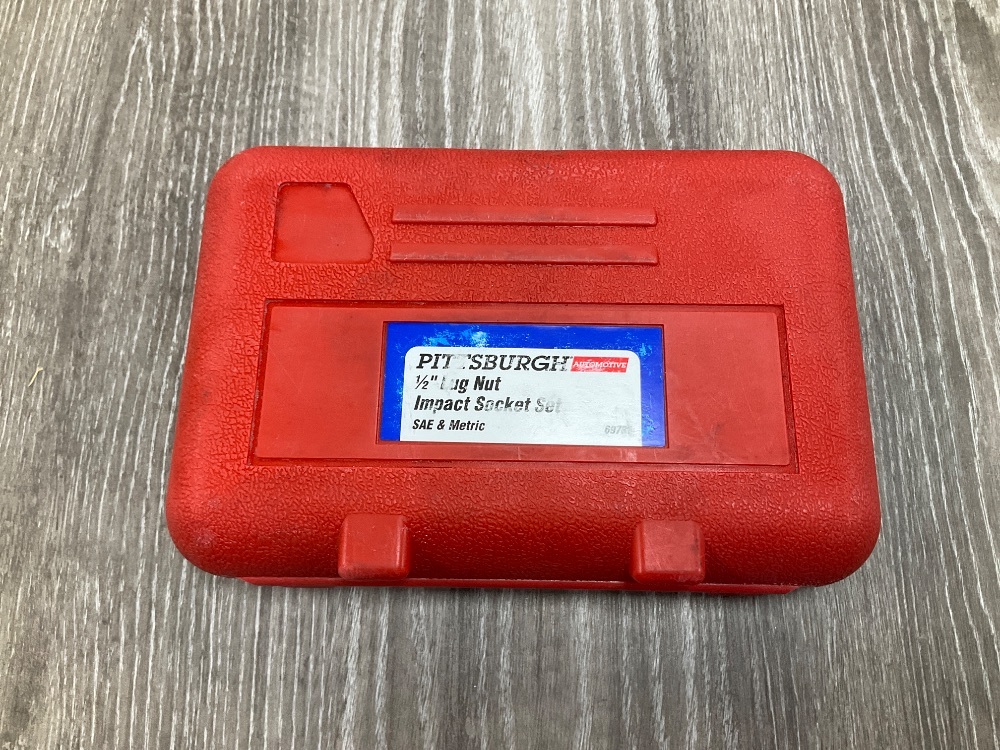 PITTSBURGH AUTOMOTIVE
½" Lug Nut
Impact Socket Set
SAE & Metric